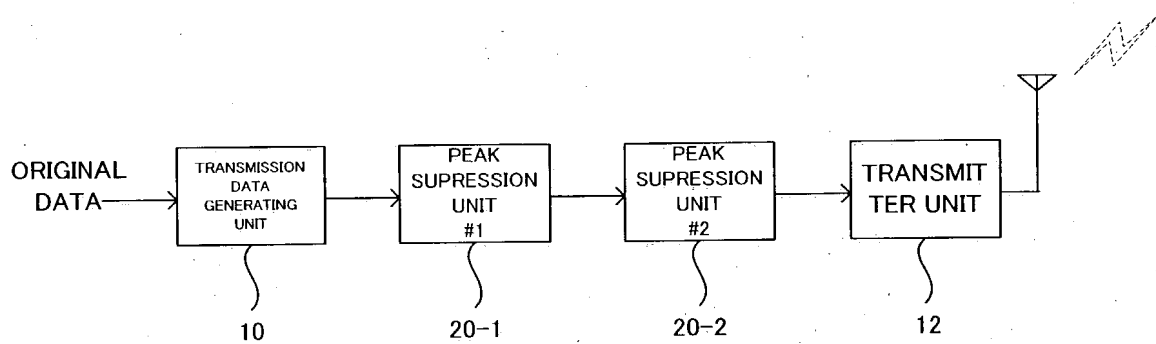 ORIGINAL
DATA
TRANSMISSION
DATA
GENERATING
UNIT
PEAK
SUPRESSION
UNIT
#1
PEAK
SUPRESSION
UNIT
#2
TRANSMIT
TER UNIT
10
20-1
20-2
12